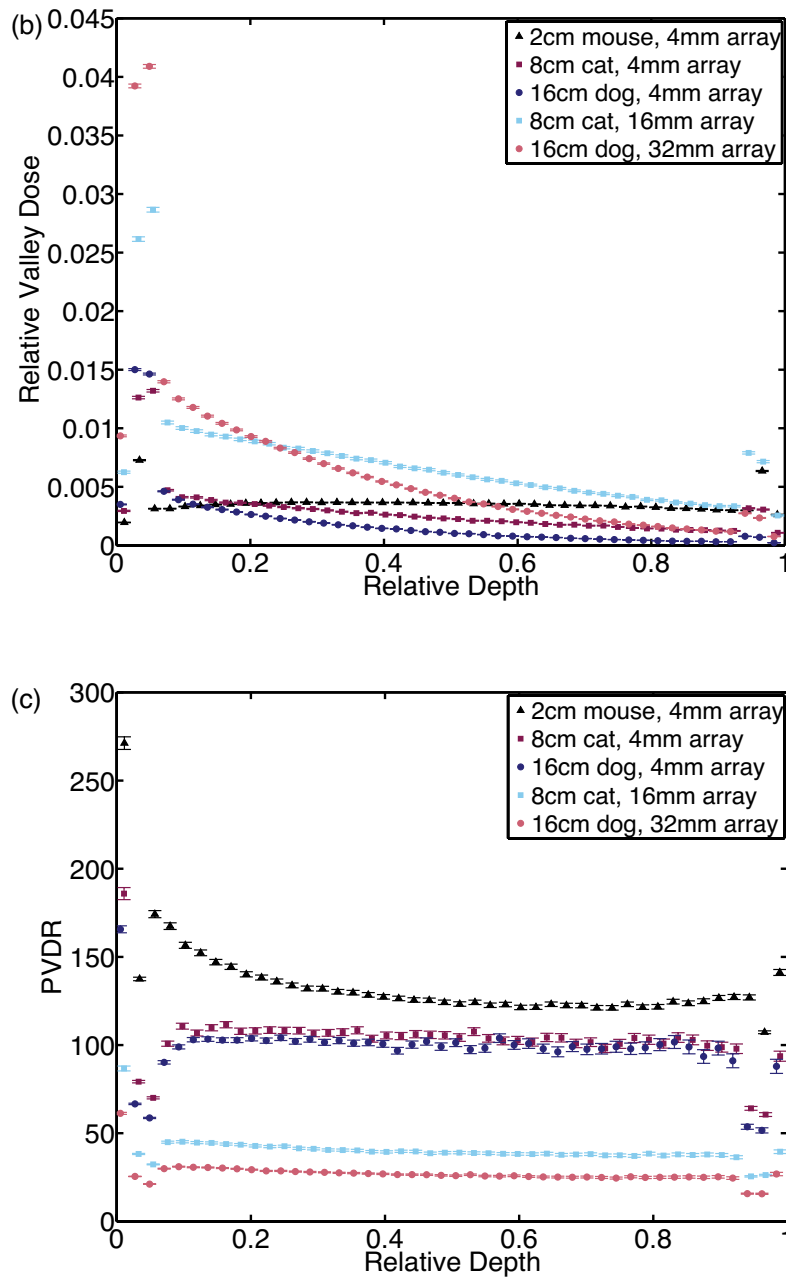 (b)
0.045
0.04
0.035
0.03
0.025
0.02
0.015
0.01
0.005
0
Relative Valley Dose
2cm mouse, 4mm array
8cm cat, 4mm array
16cm dog, 4mm array
8cm cat, 16mm array
16cm dog, 32mm array
0 0.2 0.4 0.6 0.8 1
Relative Depth
(c)
300
250
200
150
100
50
0
PVDR
2cm mouse, 4mm array
8cm cat, 4mm array
16cm dog, 4mm array
8cm cat, 16mm array
16cm dog, 32mm array
0 0.2 0.4 0.6 0.8 1
Relative Depth